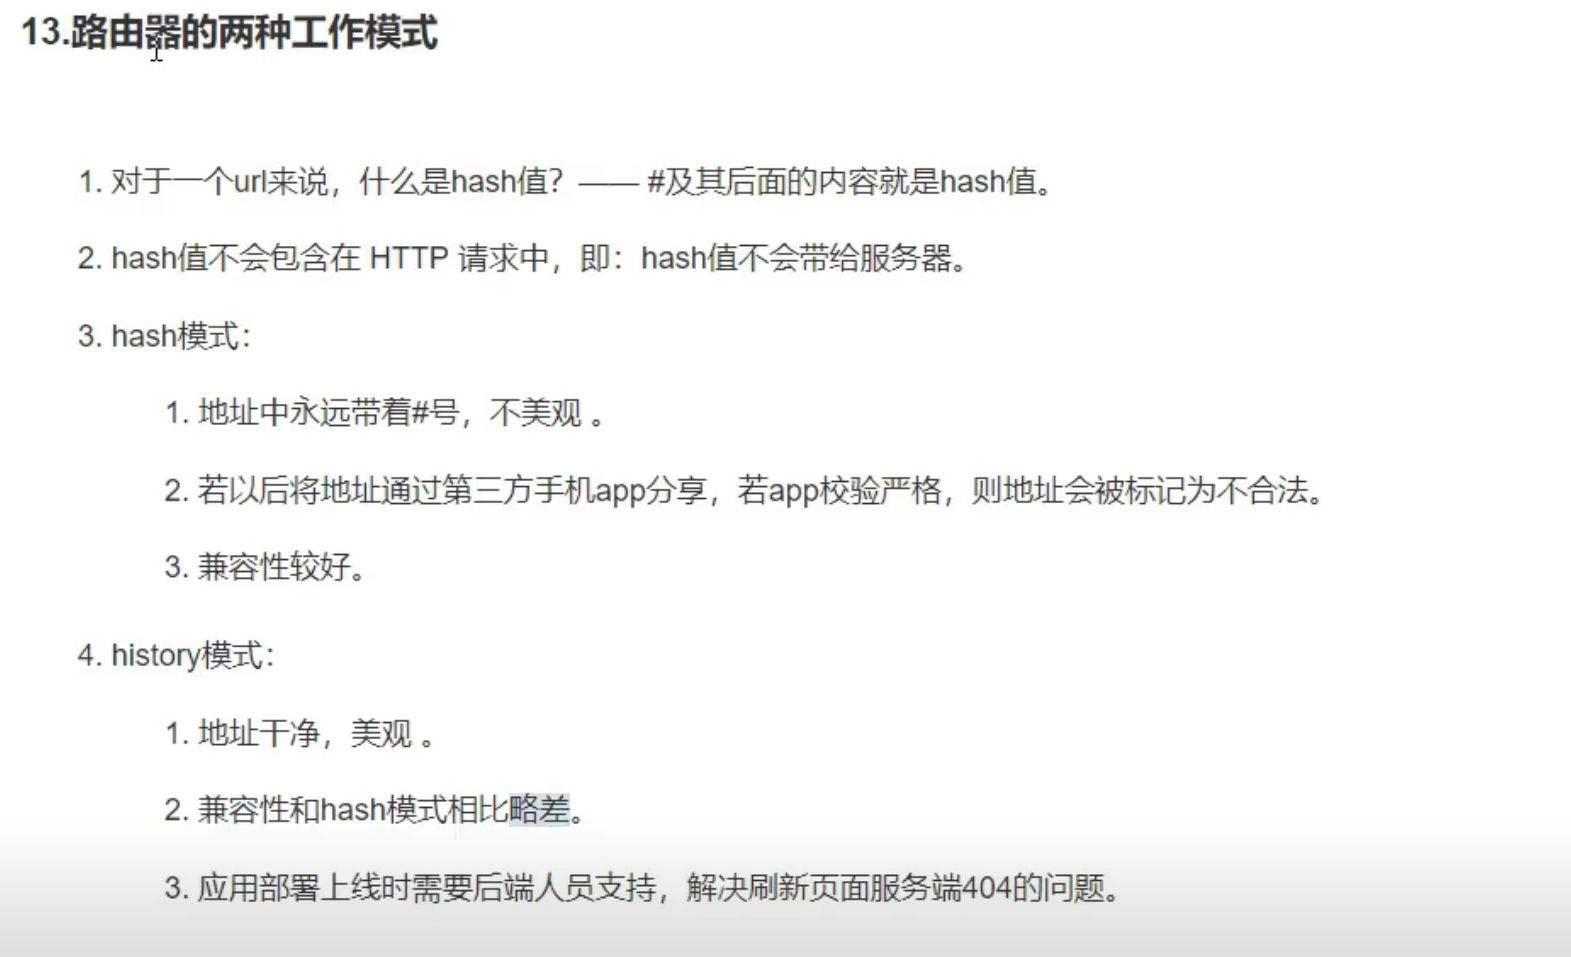 13.路由器的两种工作模式
1. 对于一个url来说，什么是hash值？—— #及其后面的内容就是hash值。
2. hash值不会包含在 HTTP 请求中，即：hash值不会带给服务器。
3. hash模式：
1. 地址中永远带着#号，不美观 。
2. 若以后将地址通过第三方手机app分享，若app校验严格，则地址会被标记为不合法。
3. 兼容性较好。
4. history模式：
1. 地址干净，美观 。
2. 兼容性和hash模式相比略差。
3. 应用部署上线时需要后端人员支持，解决刷新页面服务端404的问题。